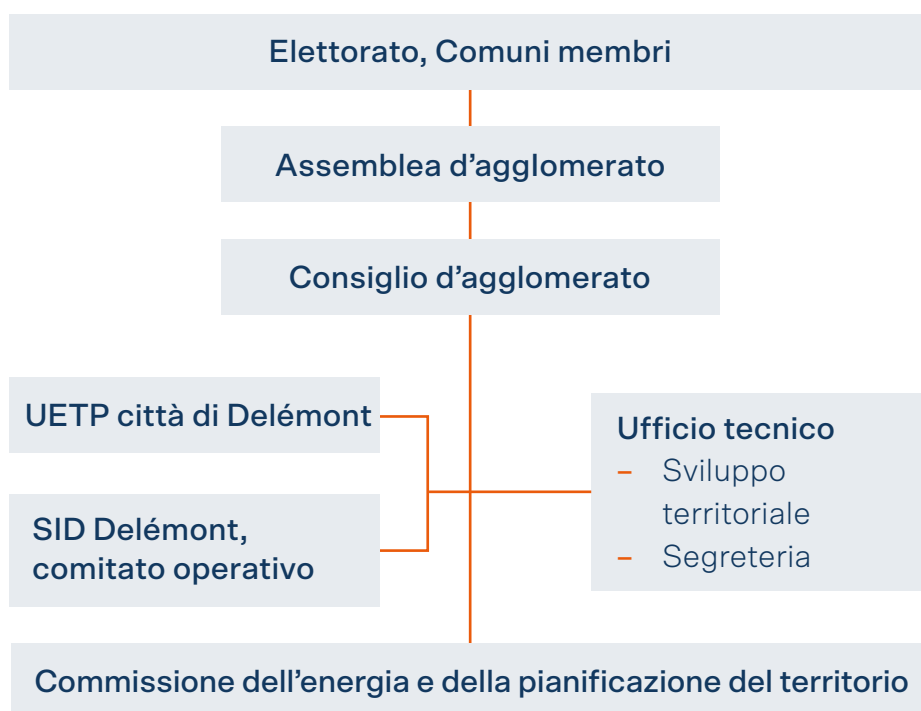 Elettorato, Comuni membri
Assemblea d'agglomerato
Consiglio d'agglomerato
UETP città di Delémont
SID Delémont,
comitato operativo
Ufficio tecnico
– Sviluppo
territoriale
– Segreteria
Commissione dell'energia e della pianificazione del territorio